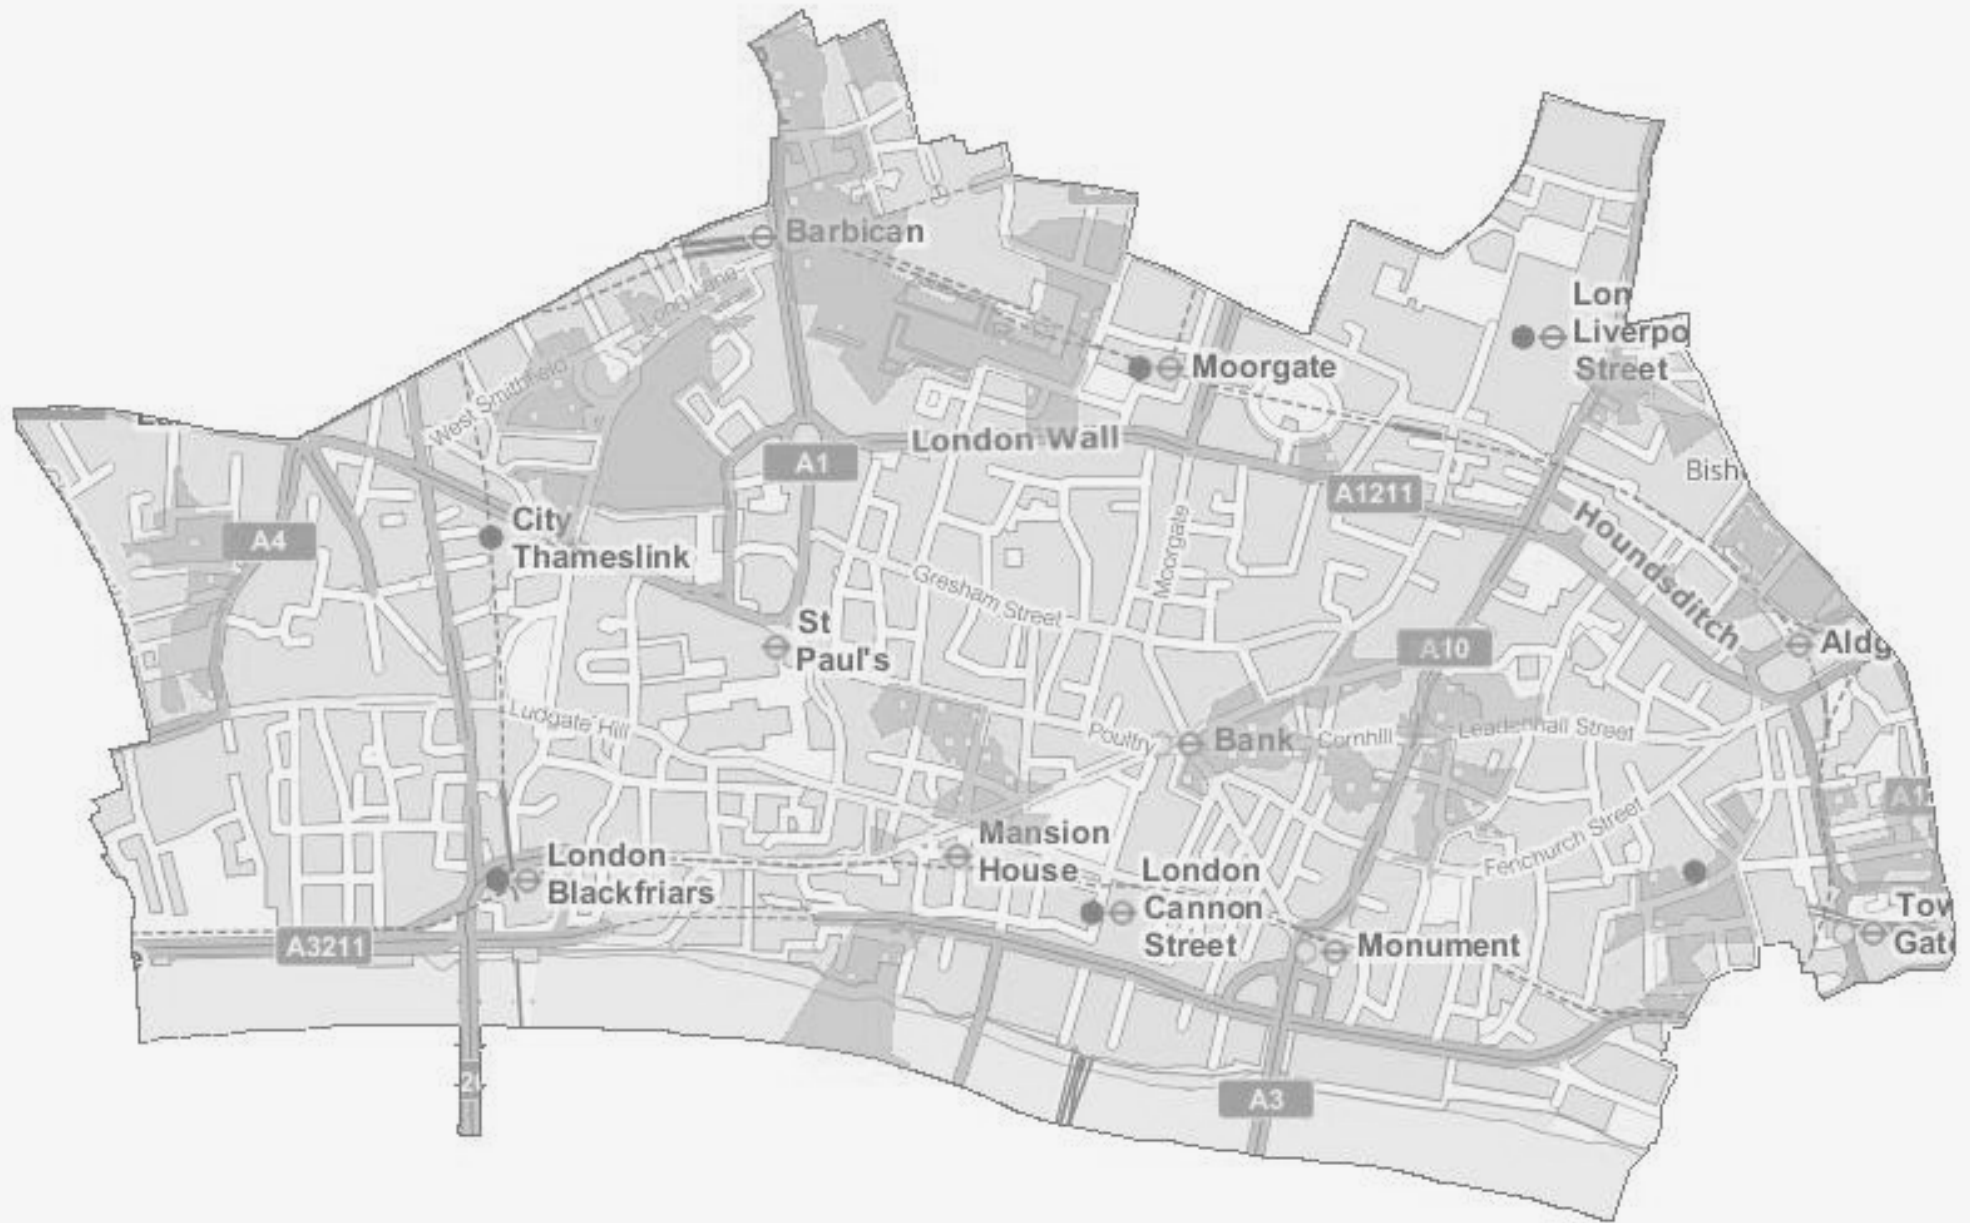 Barbican
Long Lane
Lon
Liverpo
Street
Moorgate
West Smithfield
London Wall
A1
A1211
Bish
City
Thameslink
A4
Houndsditch
Moorgate
Gresham Street
St
Paul's
A10
Aldg
Ludgate Hill
Poultry
Bank
Cornhill
Leadenhall Street
A1
Mansion
House
Fenchurch Street
London
Blackfriars
London
Cannon
Street
Tow
Gate
A3211
Monument
A3